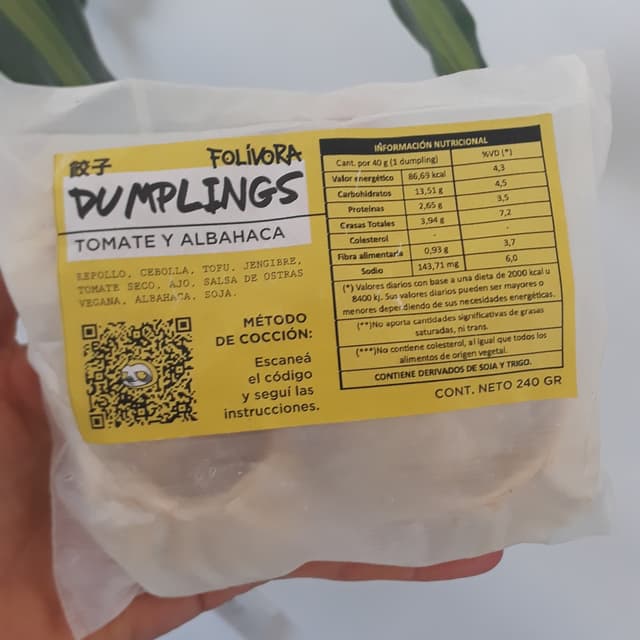 餃子
FOLÍVORA
DUMPLINGS
TOMATE Y ALBAHACA
REPOLLO, CEBOLLA, TOFU, JENGIBRE,
TOMATE SECO, AJO, SALSA DE OSTRAS
VEGANA, ALBAHACA, SOJA.
MÉTODO
DE COCCIÓN:
Escaneá
el código
y seguí las
instrucciones.
INFORMACIÓN NUTRICIONAL
Cant. por 40 g (1 dumpling) %VD (*)
Valor energético 86,69 kcal 4,3
Carbohidratos 13,51 g 4,5
Proteinas 2,65 g 3,5
Grasas Totales 3,94 g 7,2
Colesterol - -
Fibra alimentaria 0,93 g 3,7
Sodio 143,71 mg 6,0
(*) Valores diarios con base a una dieta de 2000 kcal u
8400 kj. Sus valores diarios pueden ser mayores o
menores dependiendo de sus necesidades energéticas.
(**)No aporta cantidades significativas de grasas
saturadas, ni trans.
(***)No contiene colesterol, al igual que todos los
alimentos de origen vegetal.
CONTIENE DERIVADOS DE SOJA Y TRIGO.
CONT. NETO 240 GR